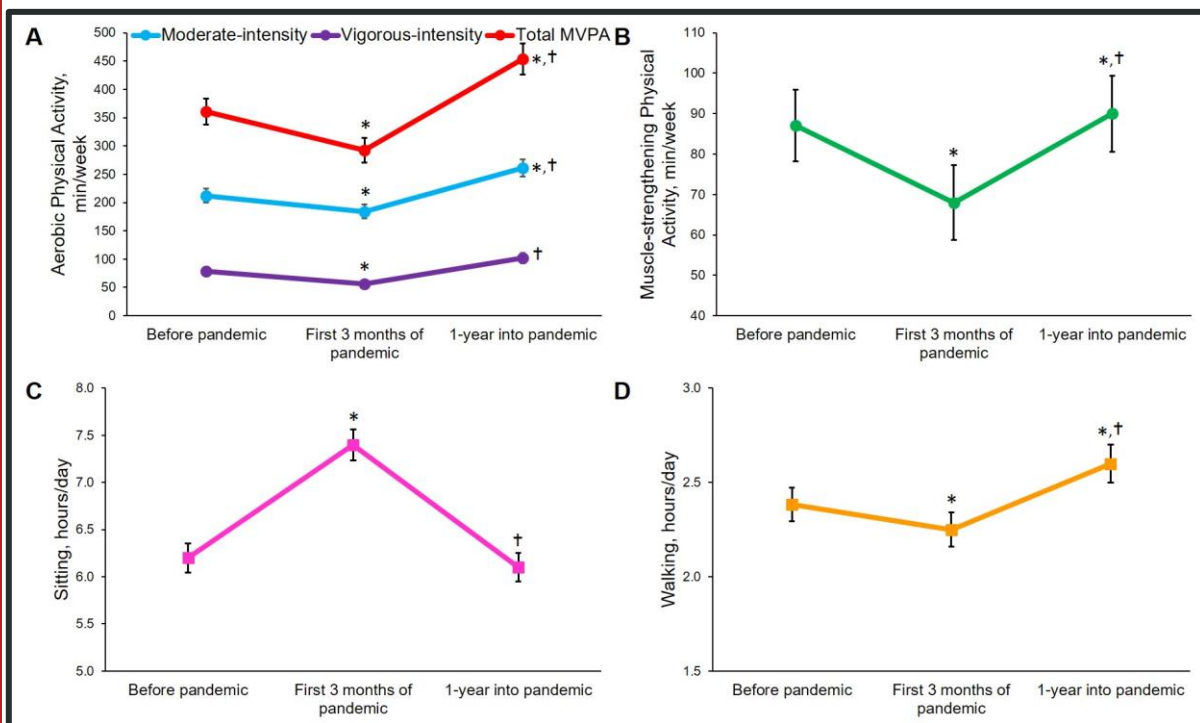 A
Moderate-intensity Vigorous-intensity Total MVPA
Aerobic Physical Activity,
min/week
500
450
400
350
300
250
200
150
100
50
0
*,†
*
*,†
*
†
*
Before pandemic
First 3 months of
pandemic
1-year into pandemic
B
Muscle-strengthening Physical
Activity, min/week
110
100
90
80
70
60
50
40
*,†
*
Before pandemic
First 3 months of
pandemic
1-year into pandemic
C
Sitting, hours/day
8.0
7.5
7.0
6.5
6.0
5.5
5.0
*
†
Before pandemic
First 3 months of
pandemic
1-year into pandemic
D
Walking, hours/day
3.0
2.5
2.0
1.5
*,†
*
Before pandemic
First 3 months of
pandemic
1-year into pandemic